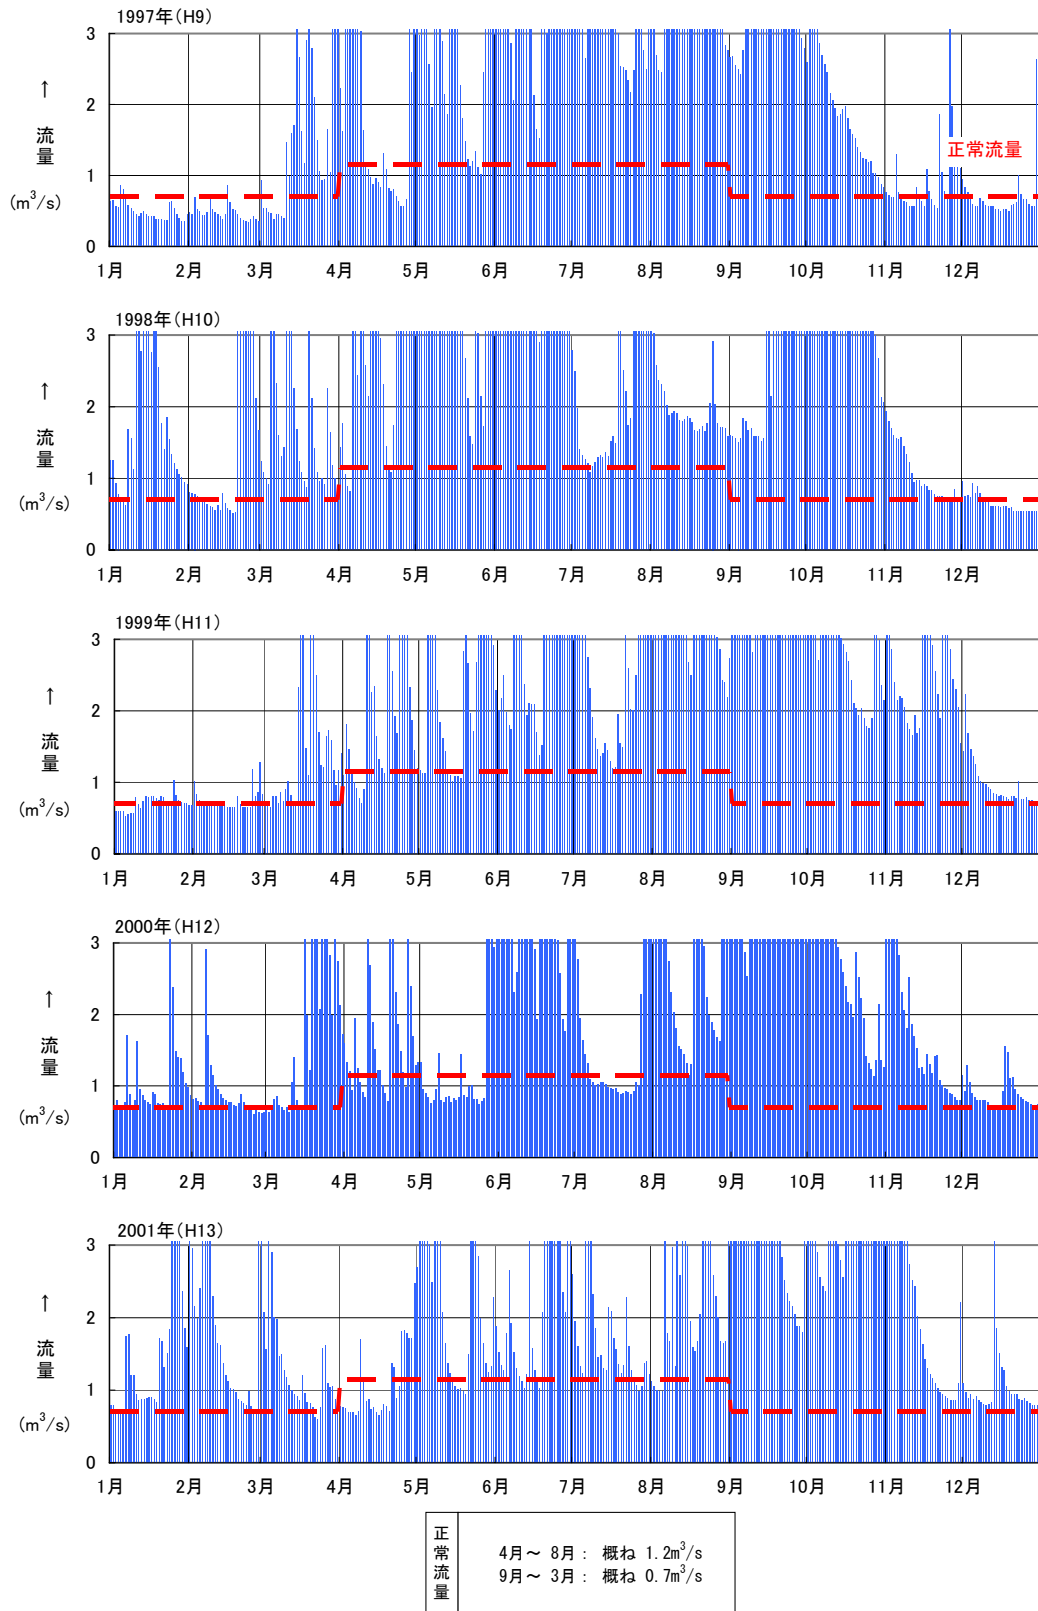 1997年(H9)
3
2
1
0
↑
流
量
(m³/s)
正常流量
1月 2月 3月 4月 5月 6月 7月 8月 9月 10月 11月 12月
1998年(H10)
3
2
1
0
↑
流
量
(m³/s)
1月 2月 3月 4月 5月 6月 7月 8月 9月 10月 11月 12月
1999年(H11)
3
2
1
0
↑
流
量
(m³/s)
1月 2月 3月 4月 5月 6月 7月 8月 9月 10月 11月 12月
2000年(H12)
3
2
1
0
↑
流
量
(m³/s)
1月 2月 3月 4月 5月 6月 7月 8月 9月 10月 11月 12月
2001年(H13)
3
2
1
0
↑
流
量
(m³/s)
1月 2月 3月 4月 5月 6月 7月 8月 9月 10月 11月 12月
正
常
流
量
4月～ 8月： 概ね 1.2m³/s
9月～ 3月： 概ね 0.7m³/s